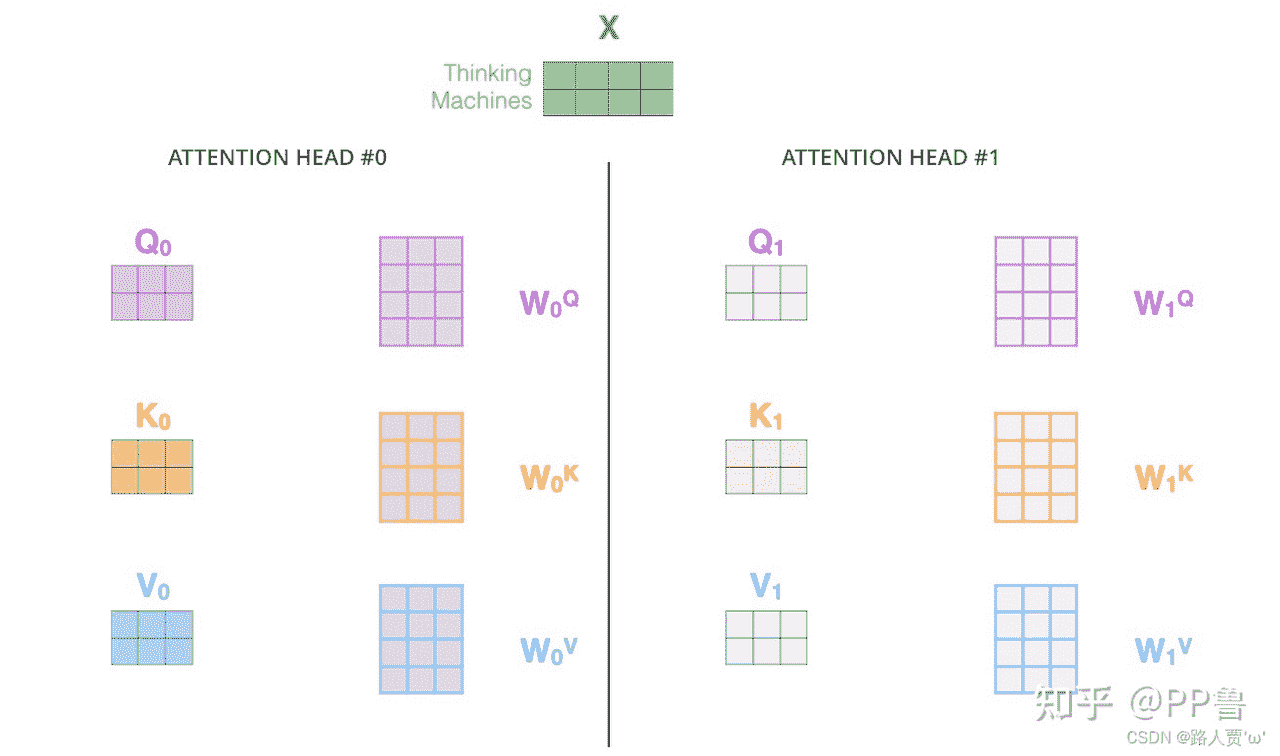 X
Thinking
Machines
ATTENTION HEAD #0
ATTENTION HEAD #1
Q₀
W₀Q
Q₁
W₁Q
K₀
W₀K
K₁
W₁K
V₀
W₀V
V₁
W₁V
知乎 @PP鲁
CSDN @路人贾'ω'